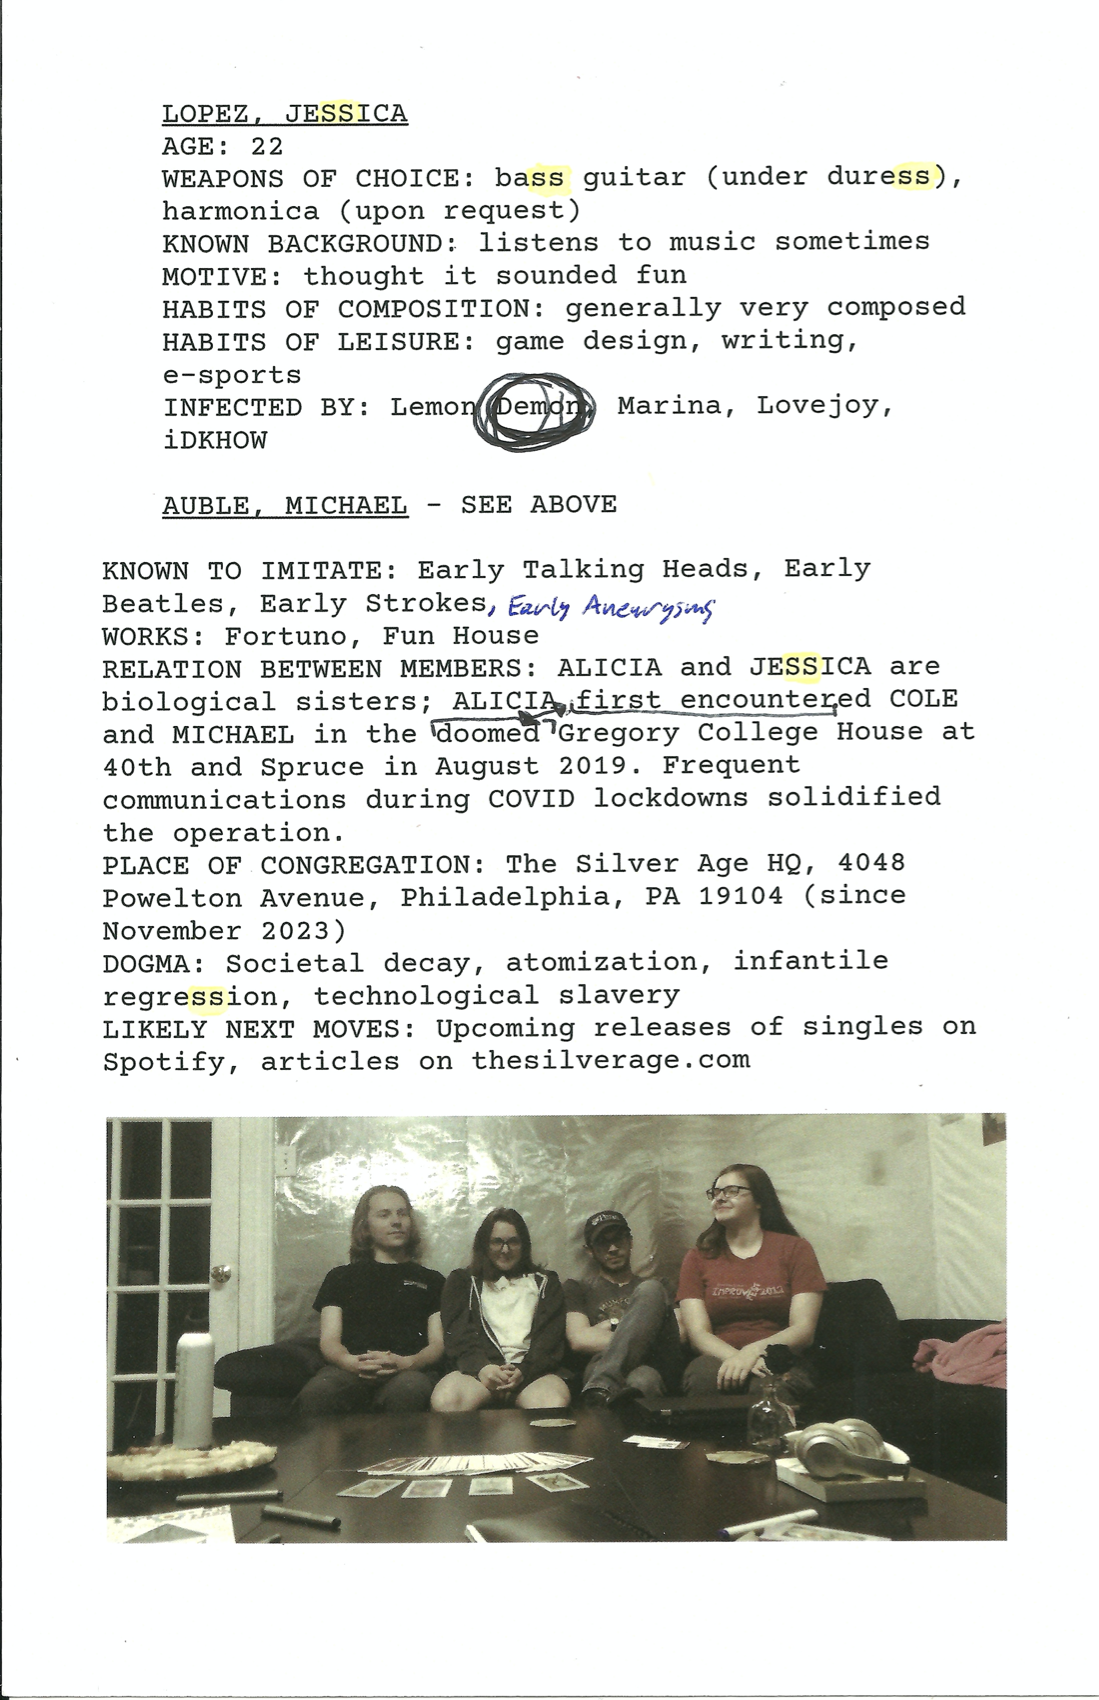 LOPEZ, JESSICA
AGE: 22
WEAPONS OF CHOICE: bass guitar (under duress),
harmonica (upon request)
KNOWN BACKGROUND: listens to music sometimes
MOTIVE: thought it sounded fun
HABITS OF COMPOSITION: generally very composed
HABITS OF LEISURE: game design, writing,
e-sports
INFECTED BY: Lemon Demon, Marina, Lovejoy,
iDKHOW
AUBLE, MICHAEL - SEE ABOVE
KNOWN TO IMITATE: Early Talking Heads, Early
Beatles, Early Strokes, Early Aneurysms
WORKS: Fortuno, Fun House
RELATION BETWEEN MEMBERS: ALICIA and JESSICA are
biological sisters; ALICIA first encountered COLE
and MICHAEL in the "doomed" Gregory College House at
40th and Spruce in August 2019. Frequent
communications during COVID lockdowns solidified
the operation.
PLACE OF CONGREGATION: The Silver Age HQ, 4048
Powelton Avenue, Philadelphia, PA 19104 (since
November 2023)
DOGMA: Societal decay, atomization, infantile
regression, technological slavery
LIKELY NEXT MOVES: Upcoming releases of singles on
Spotify, articles on thesilverage.com
IMPROV 2012